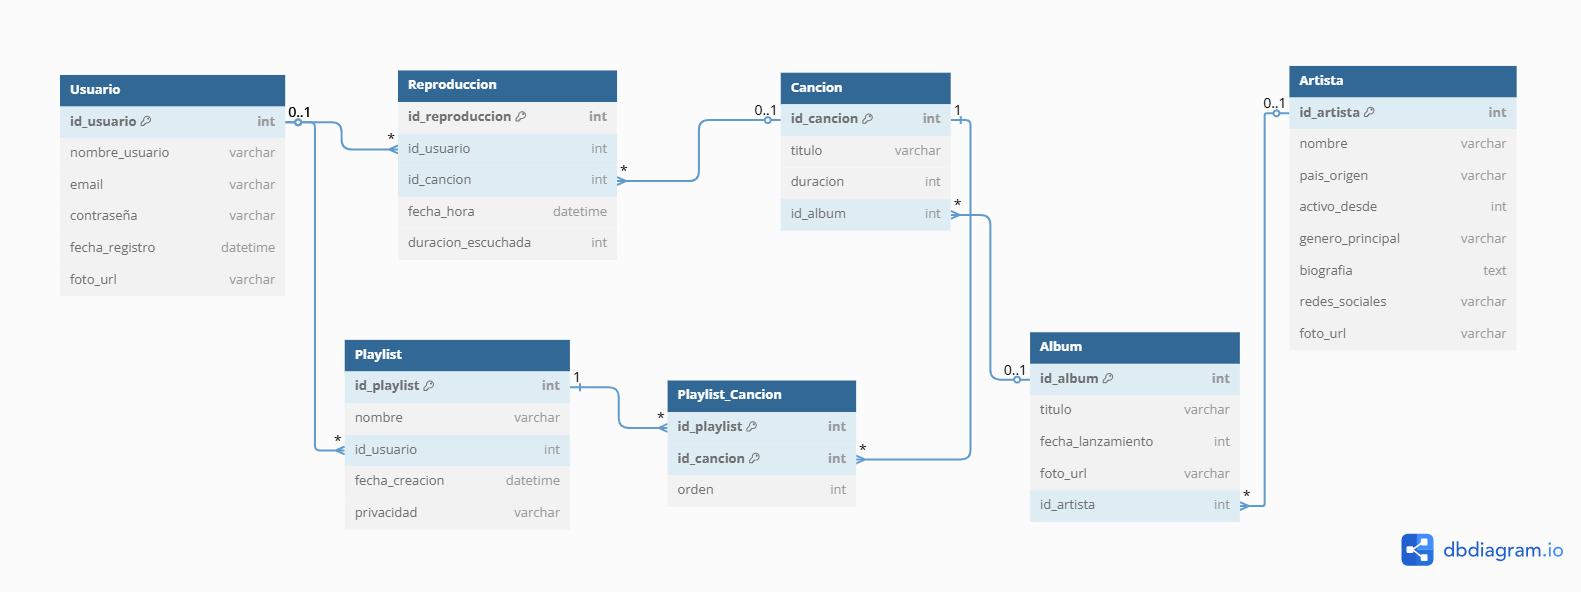 Usuario
id_usuario int
nombre_usuario varchar
email varchar
contraseña varchar
fecha_registro datetime
foto_url varchar
0..1
*
Reproduccion
id_reproduccion int
id_usuario int
id_cancion int
fecha_hora datetime
duracion_escuchada int
*
0..1
Cancion
id_cancion int
titulo varchar
duracion int
id_album int
1
*
0..1
Artista
id_artista int
nombre varchar
pais_origen varchar
activo_desde int
genero_principal varchar
biografia text
redes_sociales varchar
foto_url varchar
*
Playlist
id_playlist int
nombre varchar
id_usuario int
fecha_creacion datetime
privacidad varchar
1
*
Playlist_Cancion
id_playlist int
id_cancion int
orden int
*
0..1
Album
id_album int
titulo varchar
fecha_lanzamiento int
foto_url varchar
id_artista int
*
dbdiagram.io